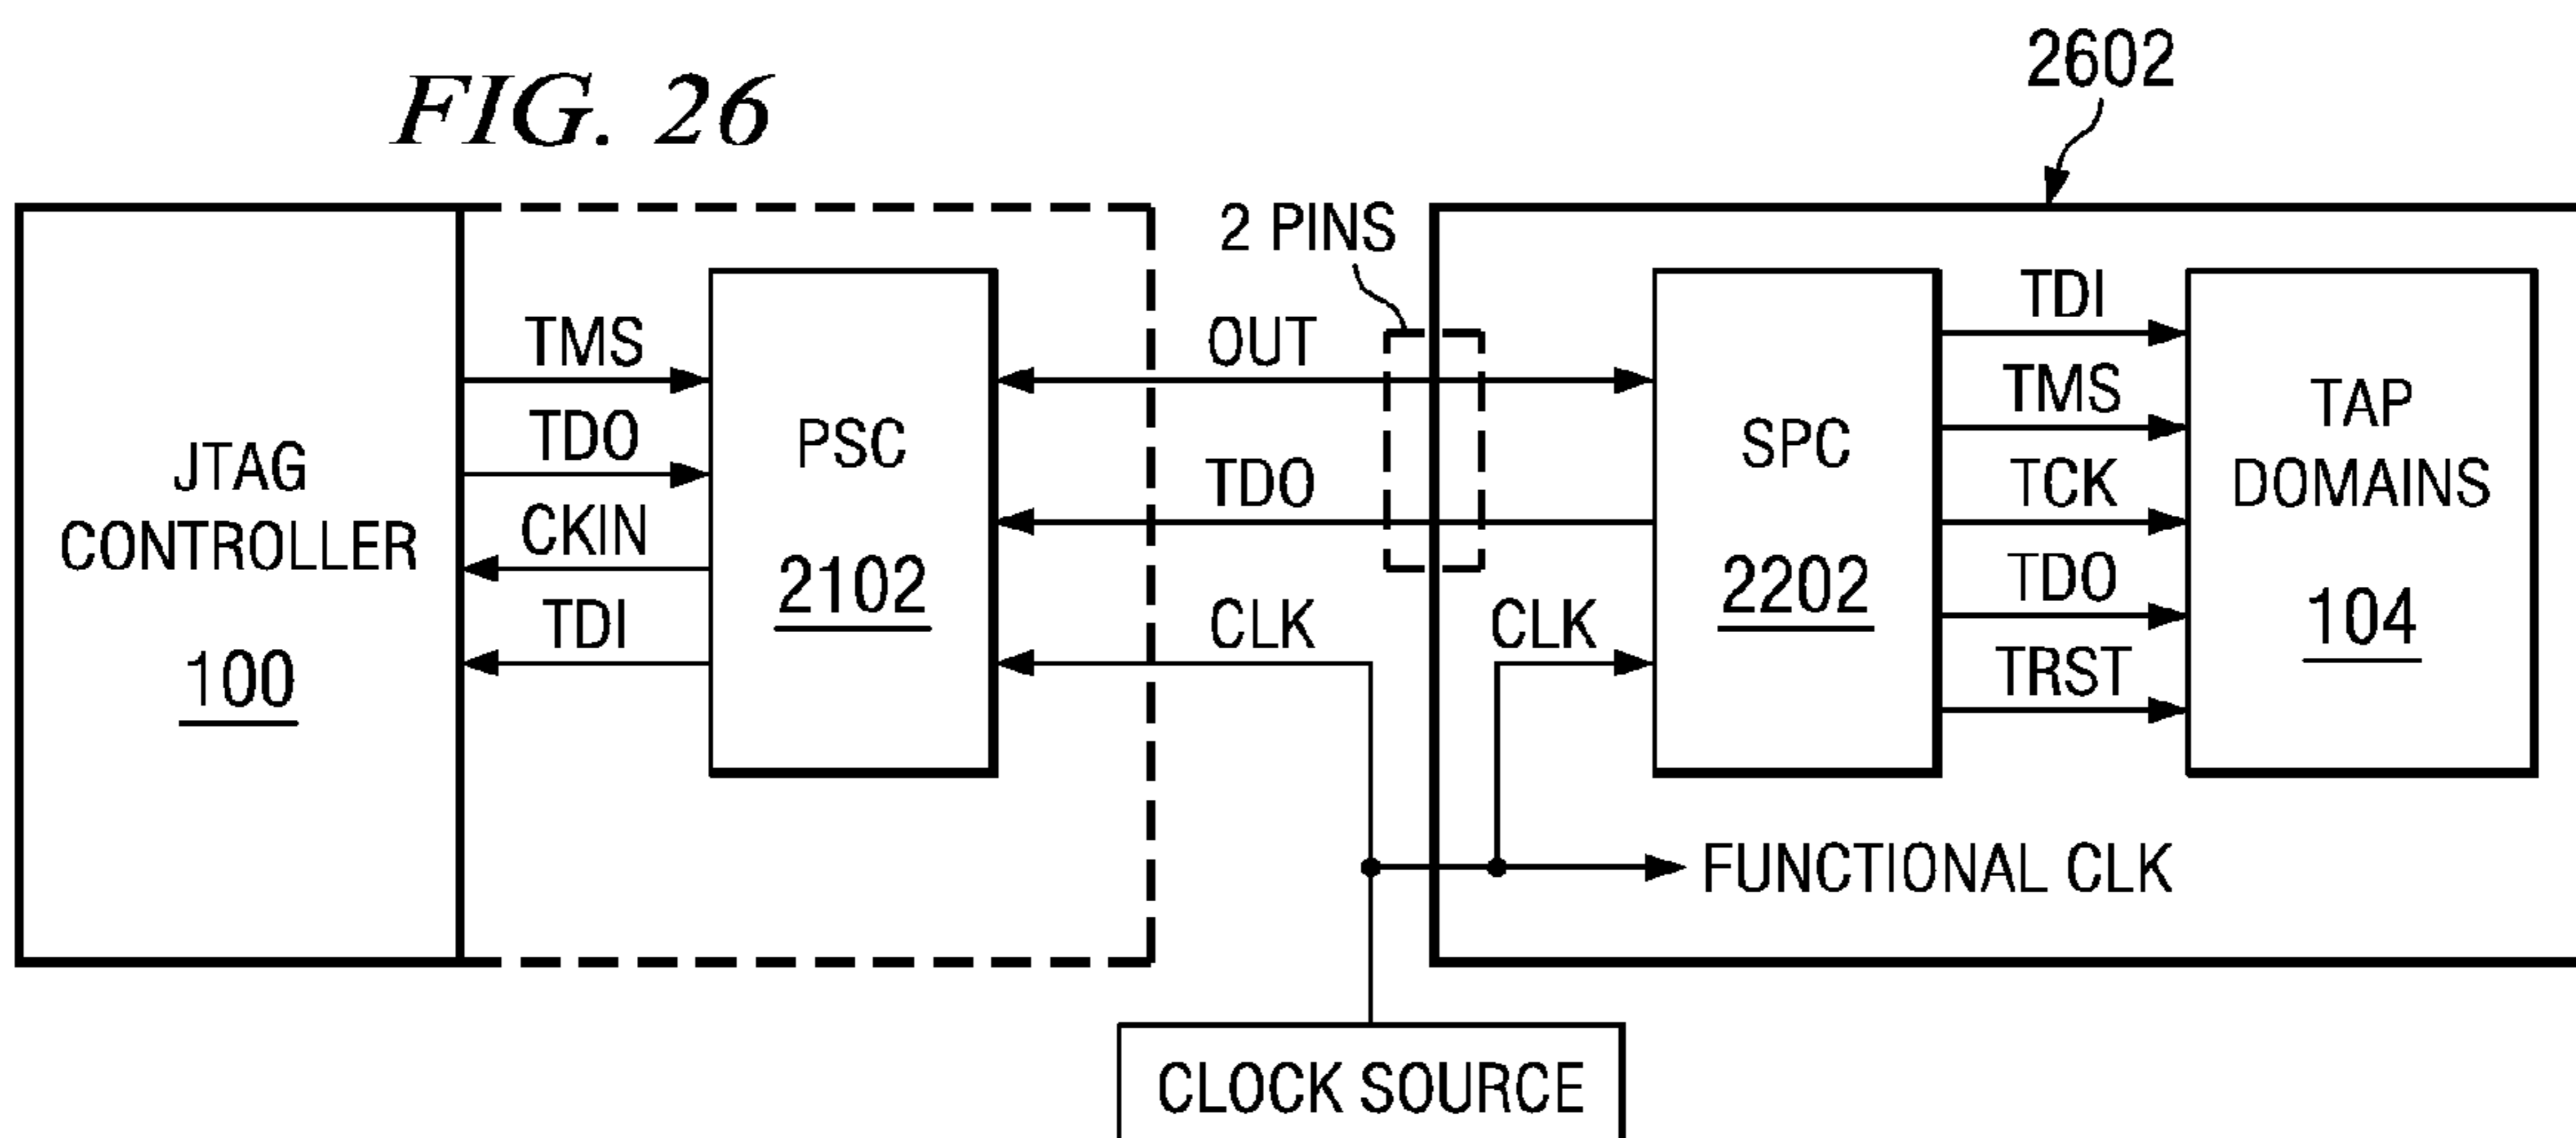 FIG. 26
2602
2 PINS
JTAG
CONTROLLER
100
TMS
TDO
CKIN
TDI
PSC
2102
OUT
TDO
CLK
CLK
SPC
2202
TDI
TMS
TCK
TDO
TRST
TAP
DOMAINS
104
FUNCTIONAL CLK
CLOCK SOURCE